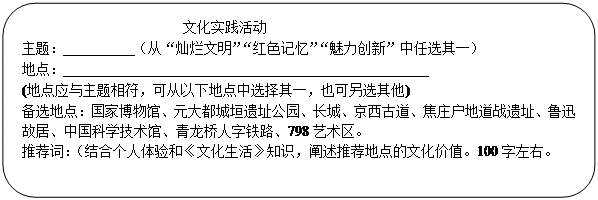 文化实践活动
主题：__________（从“灿烂文明”“红色记忆”“魅力创新”中任选其一）
地点：____________________________________________________
(地点应与主题相符，可从以下地点中选择其一，也可另选其他)
备选地点：国家博物馆、元大都城垣遗址公园、长城、京西古道、焦庄户地道战遗址、鲁迅
故居、中国科学技术馆、青龙桥人字铁路、798 艺术区。
推荐词：（结合个人体验和《文化生活》知识，阐述推荐地点的文化价值。100 字左右。